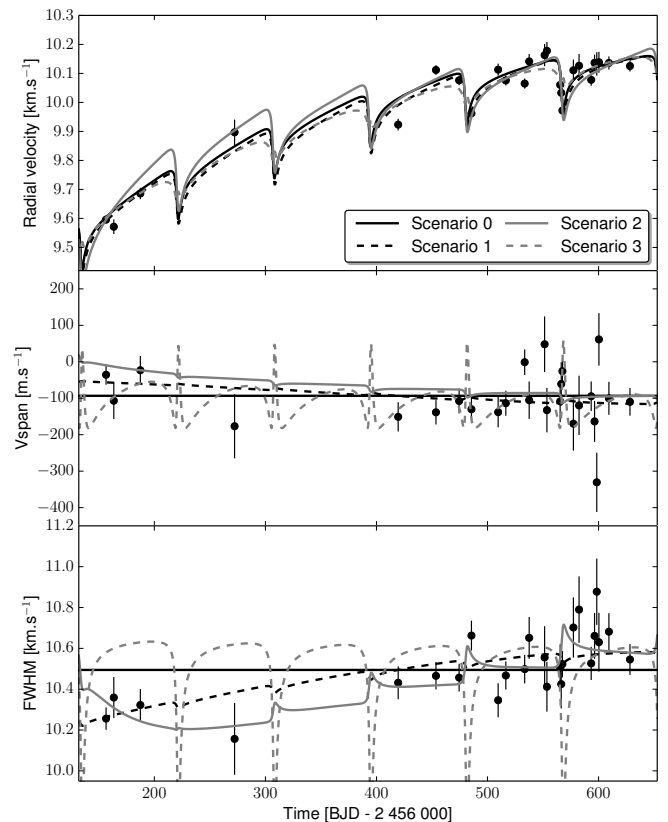 10.3
10.2
10.1
10.0
9.9
9.8
9.7
9.6
9.5
Radial velocity [km.s−1]
Scenario 0
Scenario 1
Scenario 2
Scenario 3
200
100
0
−100
−200
−300
−400
Vspan [m.s−1]
11.2
11.0
10.8
10.6
10.4
10.2
10.0
FWHM [km.s−1]
200 300 400 500 600
Time [BJD - 2 456 000]